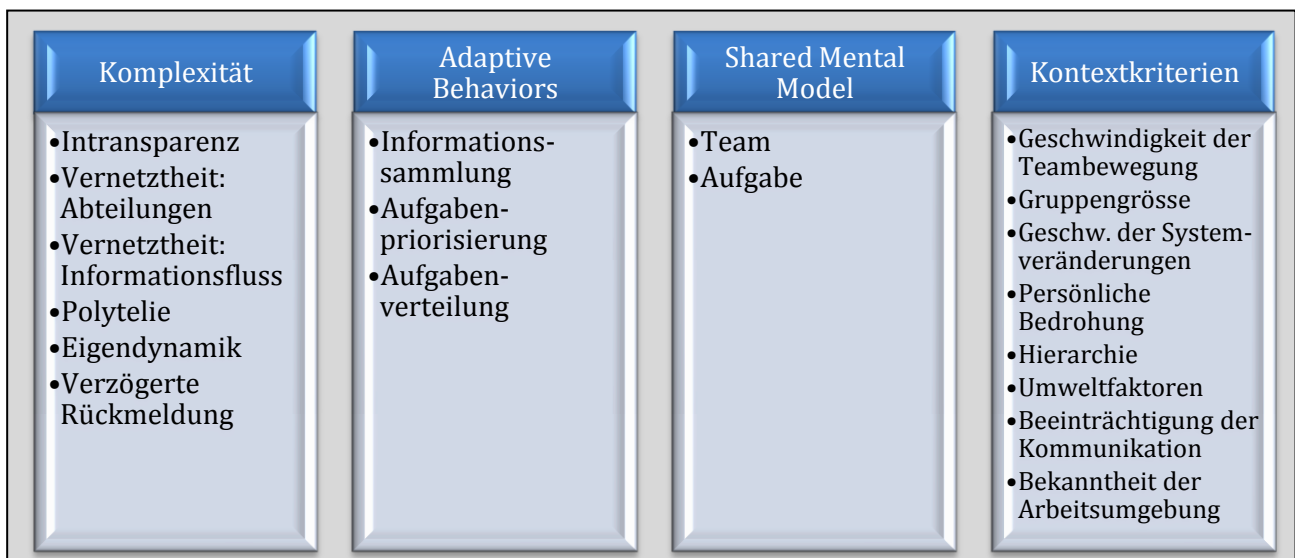 Komplexität
•Intransparenz
•Vernetztheit:
Abteilungen
•Vernetztheit:
Informationsfluss
•Polytelie
•Eigendynamik
•Verzögerte
Rückmeldung
Adaptive
Behaviors
•Informations-
sammlung
•Aufgaben-
priorisierung
•Aufgaben-
verteilung
Shared Mental
Model
•Team
•Aufgabe
Kontextkriterien
•Geschwindigkeit der
Teambewegung
•Gruppengrösse
•Geschw. der System-
veränderungen
•Persönliche
Bedrohung
•Hierarchie
•Umweltfaktoren
•Beeinträchtigung der
Kommunikation
•Bekanntheit der
Arbeitsumgebung